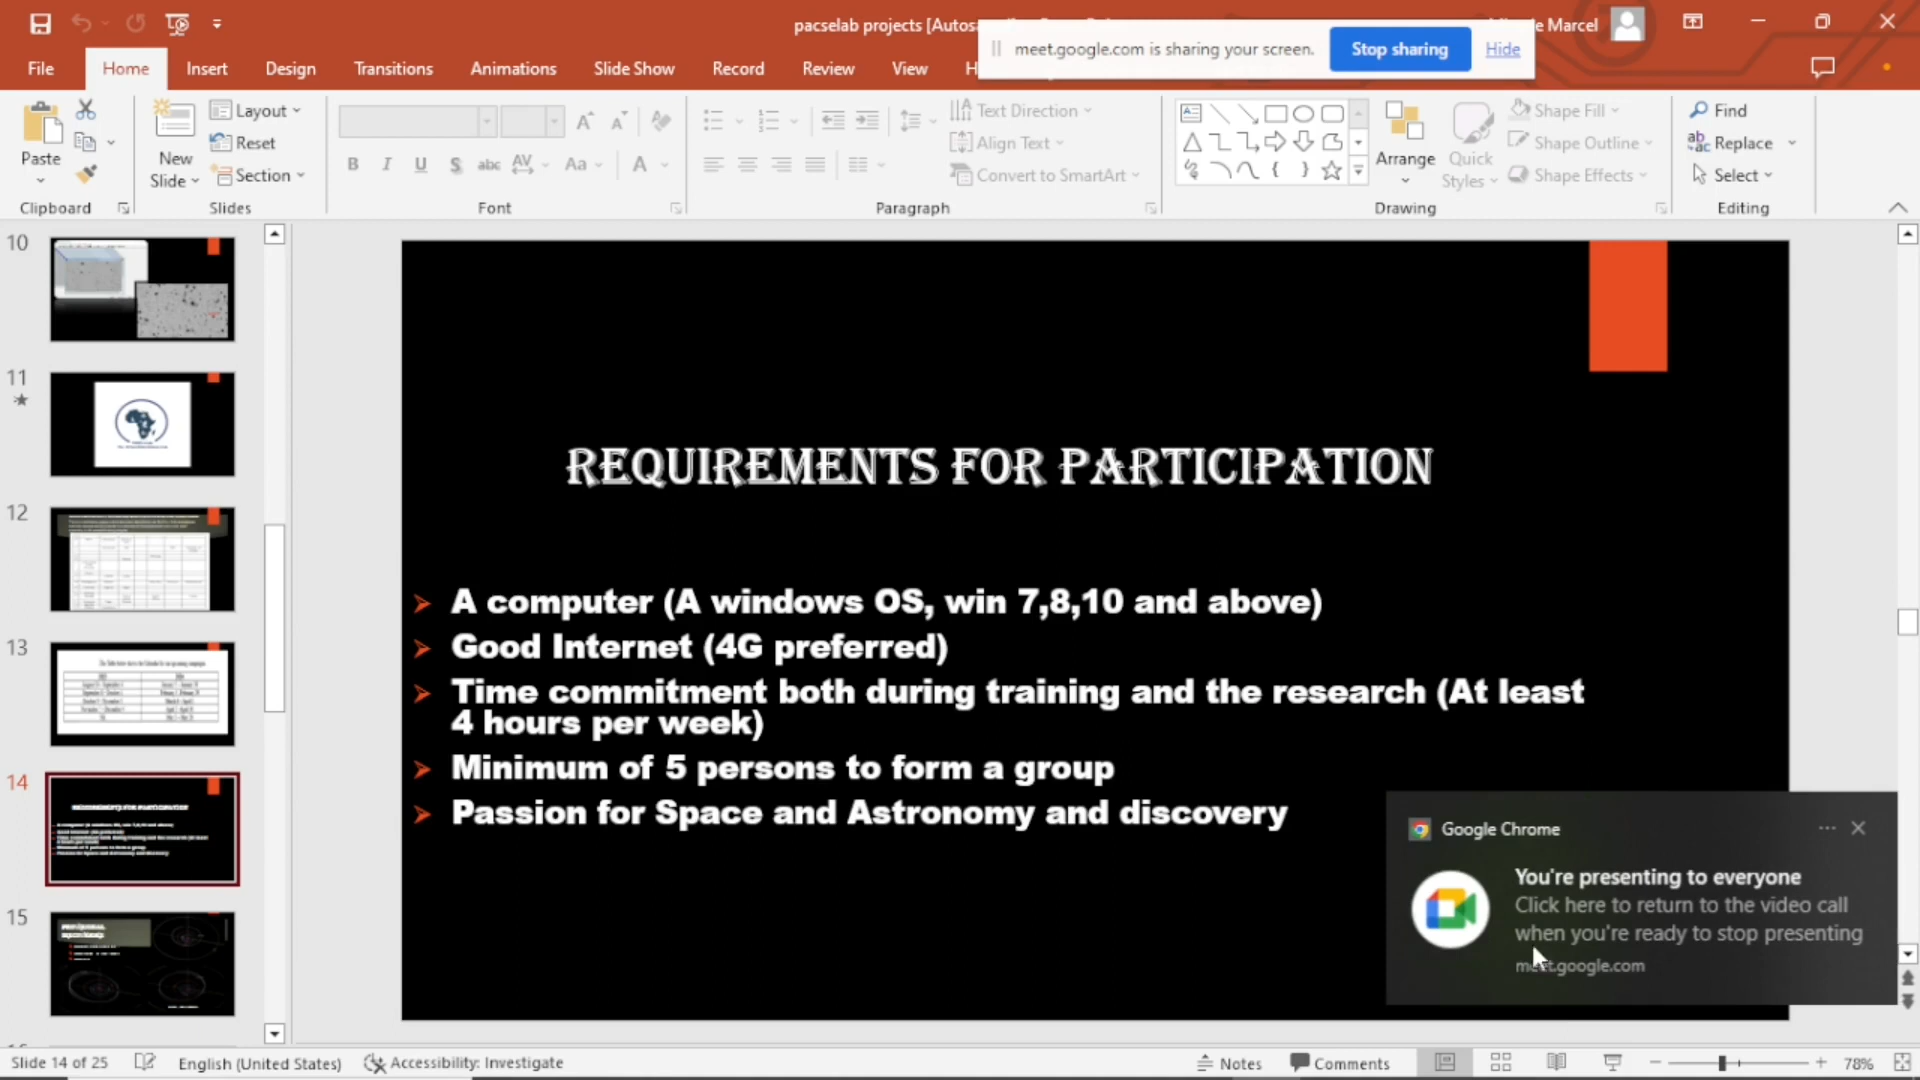 pacselab projects [Autosa
e Marcel
meet.google.com is sharing your screen.
Stop sharing
Hide
File
Home
Insert
Design
Transitions
Animations
Slide Show
Record
Review
View
H
Paste
New
Slide
Layout
Reset
Section
Text Direction
Align Text
Convert to SmartArt
Arrange
Quick
Styles
Shape Fill
Shape Outline
Shape Effects
Find
Replace
Select
Clipboard
Slides
Font
Paragraph
Drawing
Editing
10
11
12
13
14
15
REQUIREMENTS FOR PARTICIPATION
A computer (A windows OS, win 7,8,10 and above)
Good Internet (4G preferred)
Time commitment both during training and the research (At least
4 hours per week)
Minimum of 5 persons to form a group
Passion for Space and Astronomy and discovery
Google Chrome
You're presenting to everyone
Click here to return to the video call
when you're ready to stop presenting
meet.google.com
Slide 14 of 25
English (United States)
Accessibility: Investigate
Notes
Comments
78%